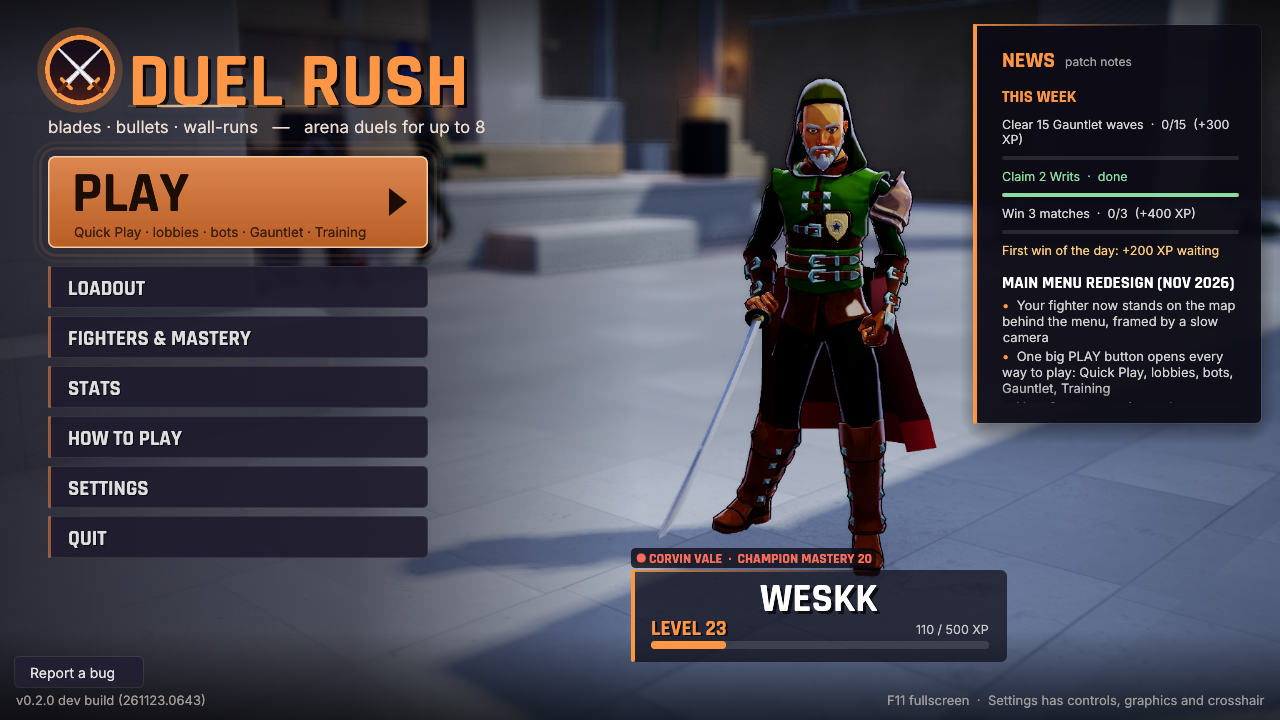 DUEL RUSH
blades · bullets · wall-runs — arena duels for up to 8
PLAY
Quick Play · lobbies · bots · Gauntlet · Training
LOADOUT
FIGHTERS & MASTERY
STATS
HOW TO PLAY
SETTINGS
QUIT
Report a bug
v0.2.0 dev build (261123.0643)
CORVIN VALE · CHAMPION MASTERY 20
WESKK
LEVEL 23
110 / 500 XP
NEWS patch notes
THIS WEEK
Clear 15 Gauntlet waves · 0/15 (+300
XP)
Claim 2 Writs · done
Win 3 matches · 0/3 (+400 XP)
First win of the day: +200 XP waiting
MAIN MENU REDESIGN (NOV 2026)
• Your fighter now stands on the map
behind the menu, framed by a slow
camera
• One big PLAY button opens every
way to play: Quick Play, lobbies, bots,
Gauntlet, Training
F11 fullscreen · Settings has controls, graphics and crosshair